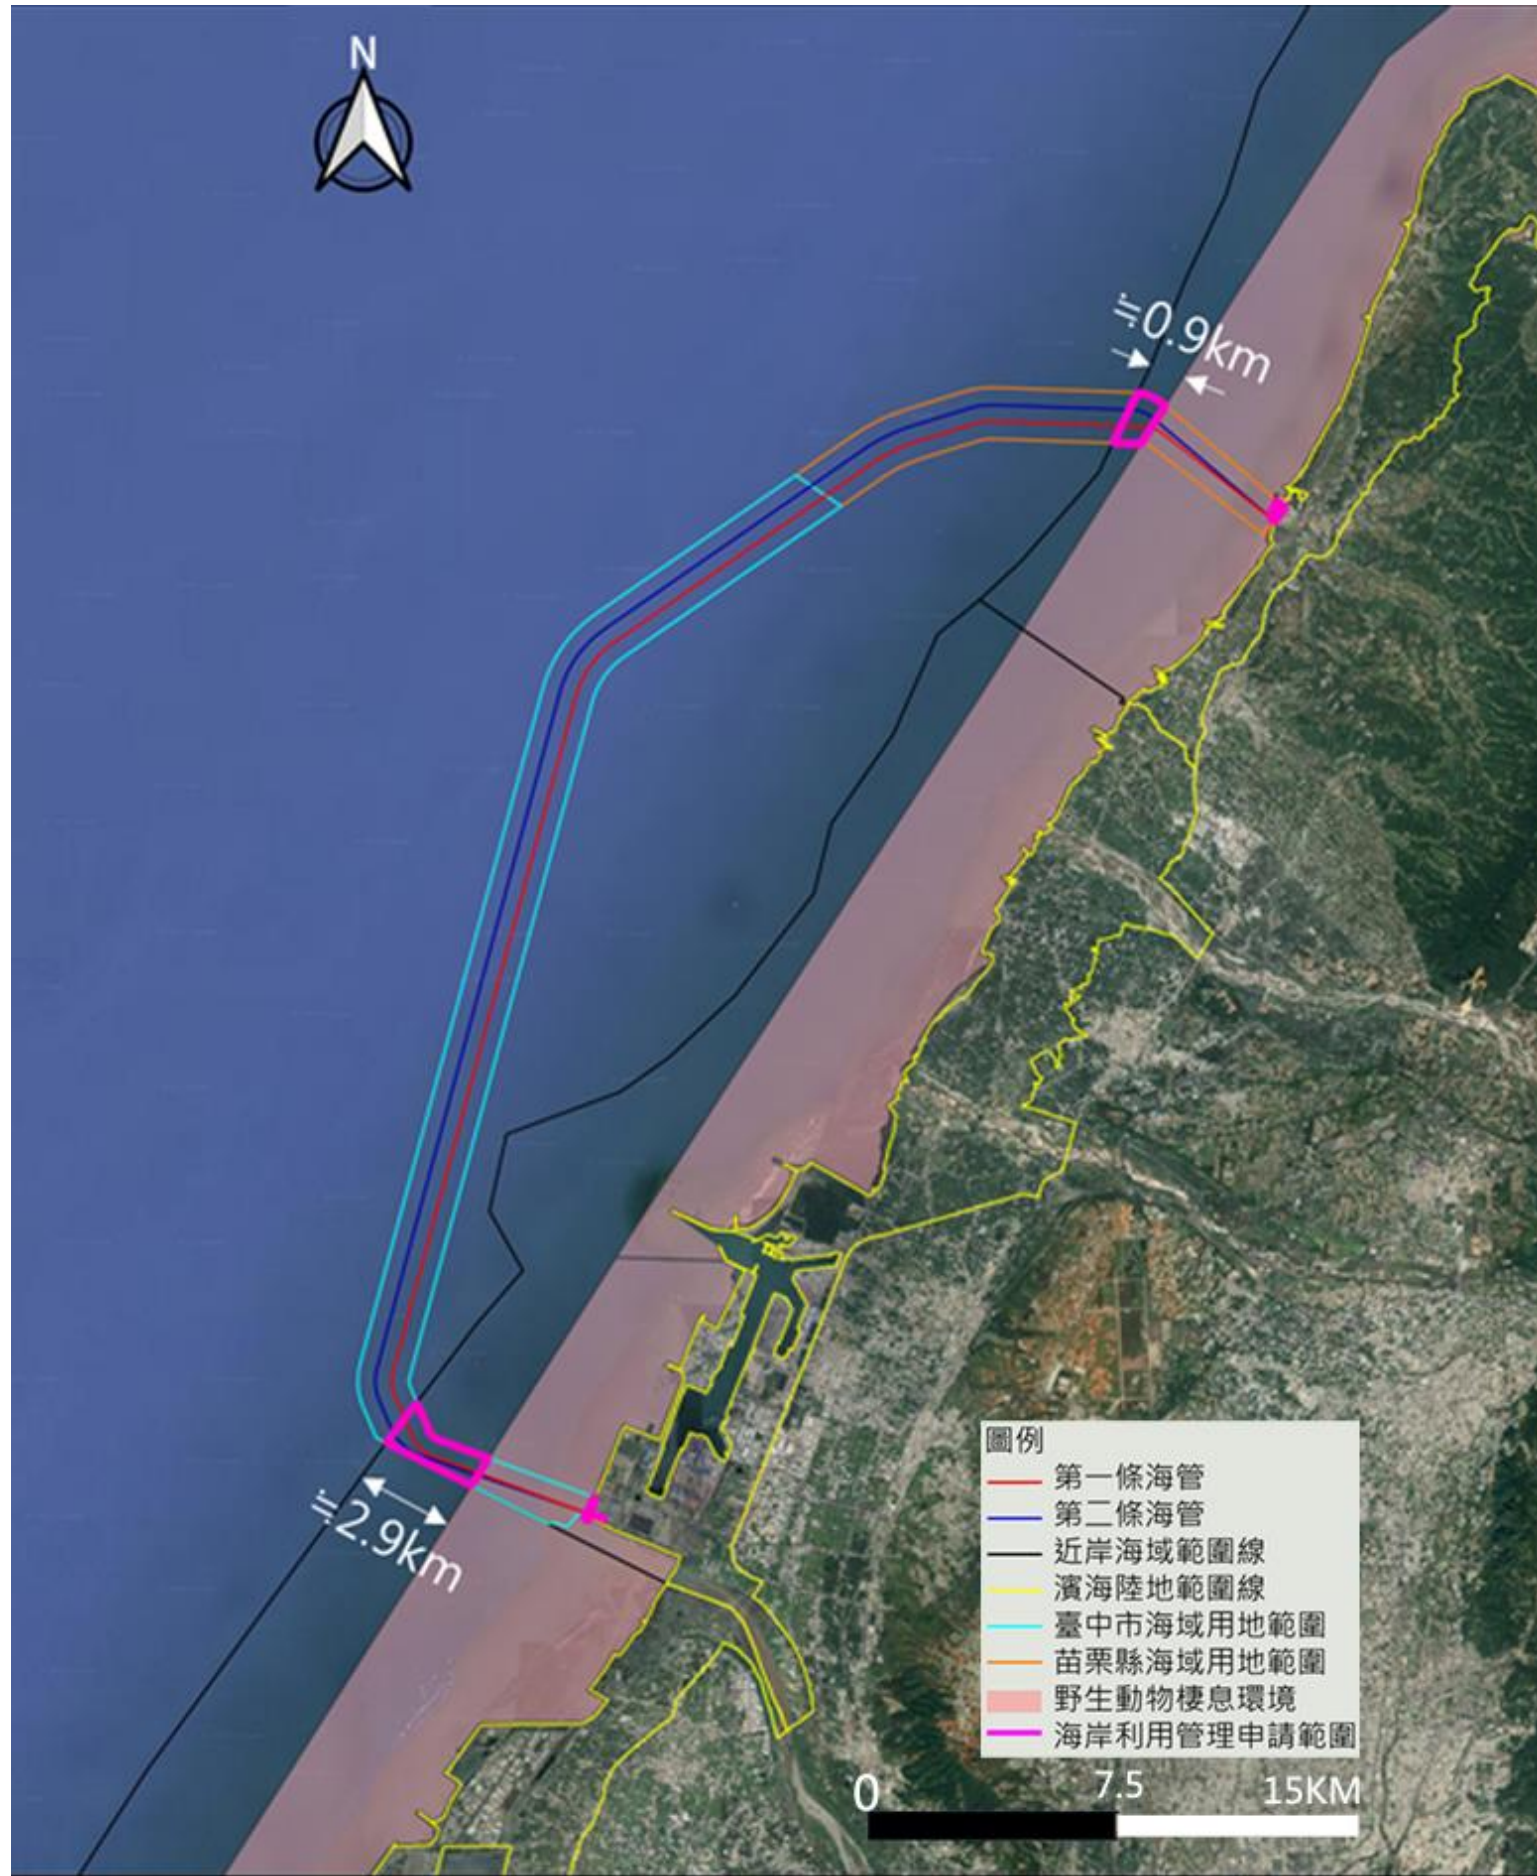 N
≒0.9km
≒2.9km
圖例
第一條海管
第二條海管
近岸海域範圍線
濱海陸地範圍線
臺中市海域用地範圍
苗栗縣海域用地範圍
野生動物棲息環境
海岸利用管理申請範圍
0 7.5 15KM